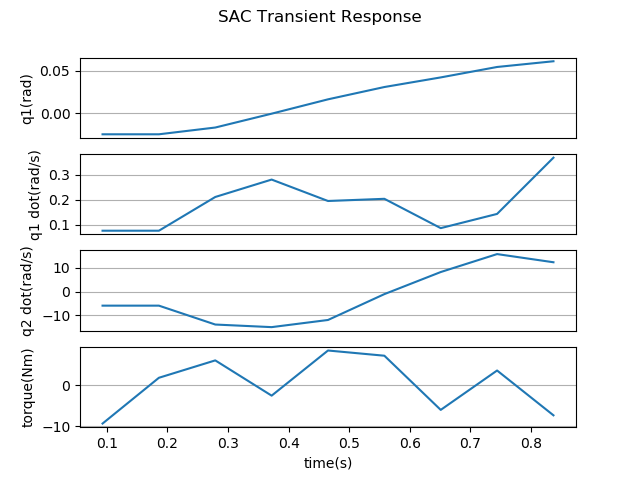 SAC Transient Response
q1(rad)
0.05
0.00
q1 dot(rad/s)
0.3
0.2
0.1
q2 dot(rad/s)
10
0
−10
torque(Nm)
0
−10
0.1 0.2 0.3 0.4 0.5 0.6 0.7 0.8
time(s)